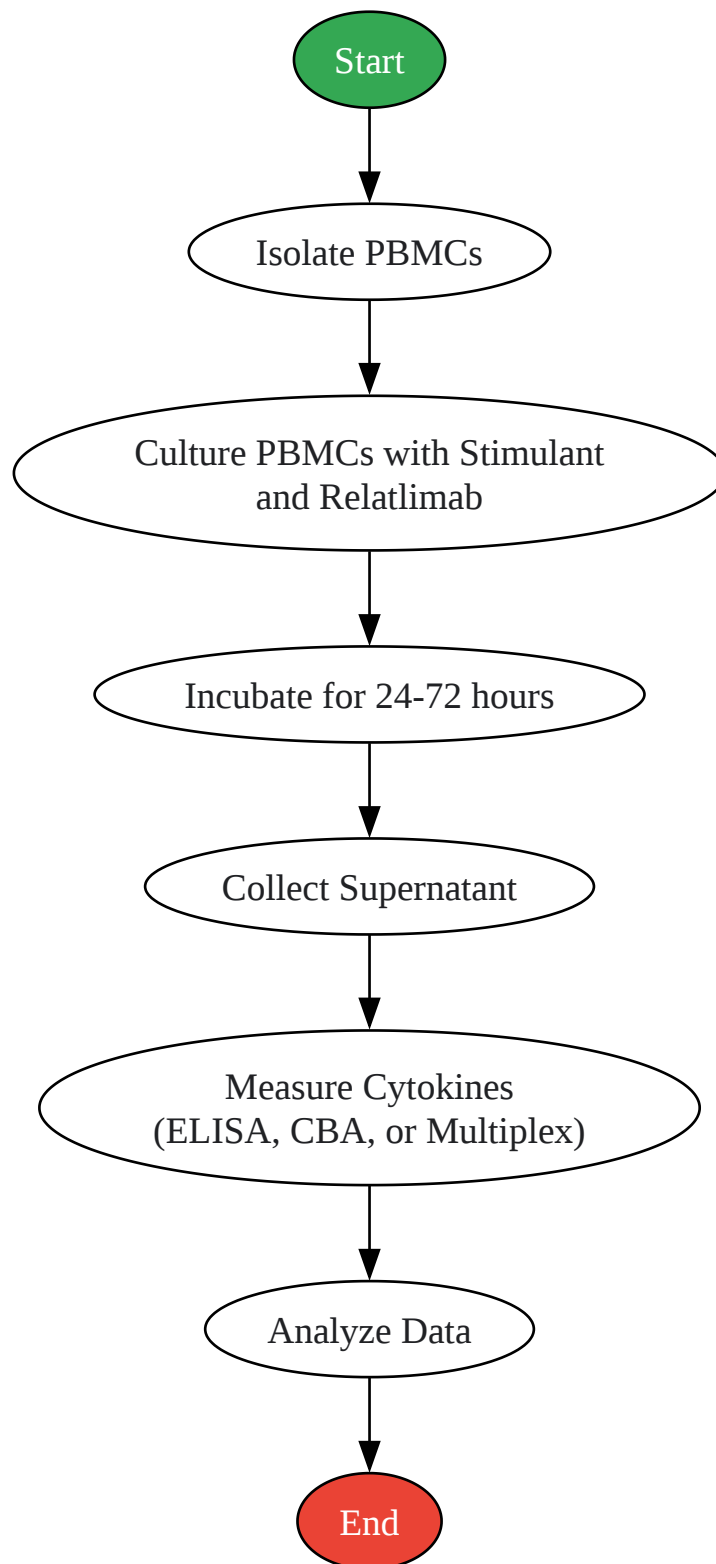 Start
Isolate PBMCs
Culture PBMCs with Stimulant
and Relatlimab
Incubate for 24-72 hours
Collect Supernatant
Measure Cytokines
(ELISA, CBA, or Multiplex)
Analyze Data
End